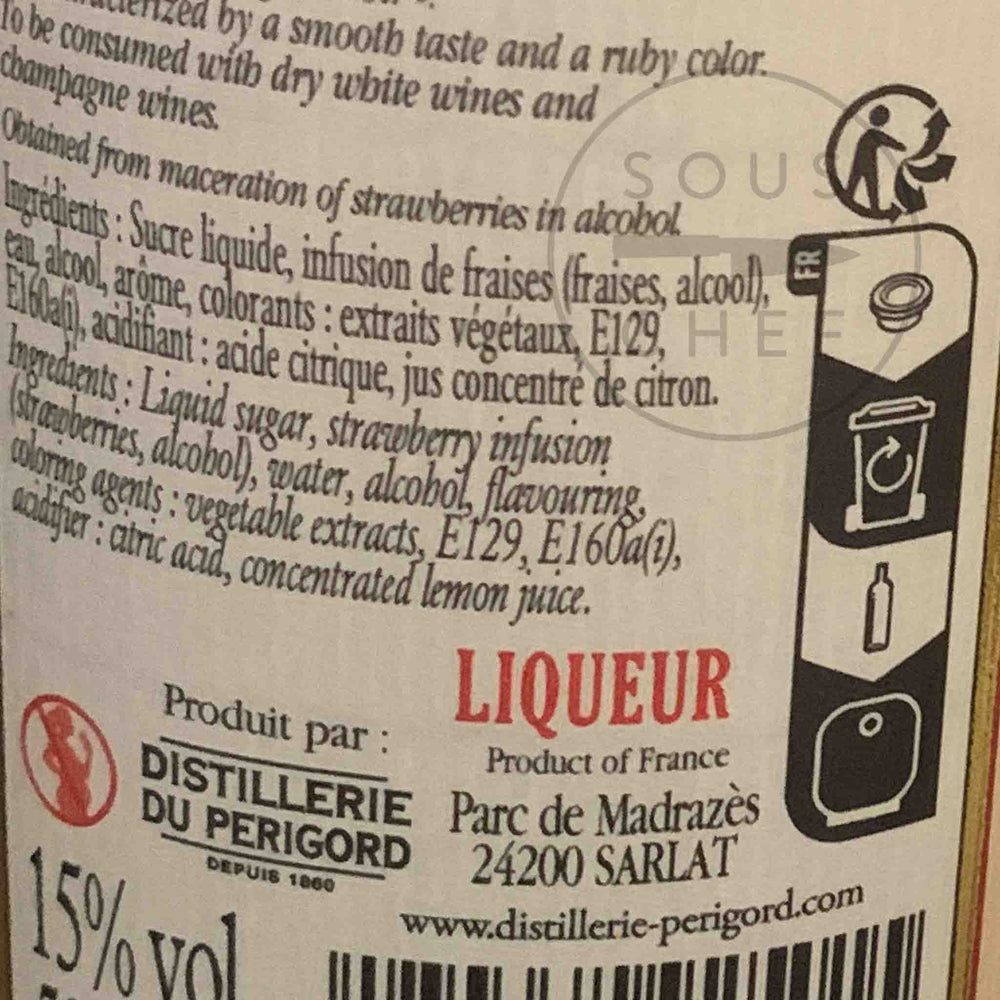 by a smooth taste and a ruby color.
To be consumed with dry white wines and
champagne wines.
Obtained from maceration of strawberries in alcohol.
Ingrédients : Sucre liquide, infusion de fraises (fraises, alcool),
eau, alcool, arôme, colorants : extraits végétaux, E129,
E160a(i), acidifiant : acide citrique, jus concentré de citron.
Ingredients : Liquid sugar, strawberry infusion
(strawberries, alcohol), water, alcohol, flavouring,
coloring agents : vegetable extracts, E129, E160a(i),
acidifier : citric acid, concentrated lemon juice.
SOUS
CHEF
FR
LIQUEUR
Product of France
Parc de Madrazès
24200 SARLAT
www.distillerie-perigord.com
Produit par :
DISTILLERIE
DU PERIGORD
DEPUIS 1860
15% vol